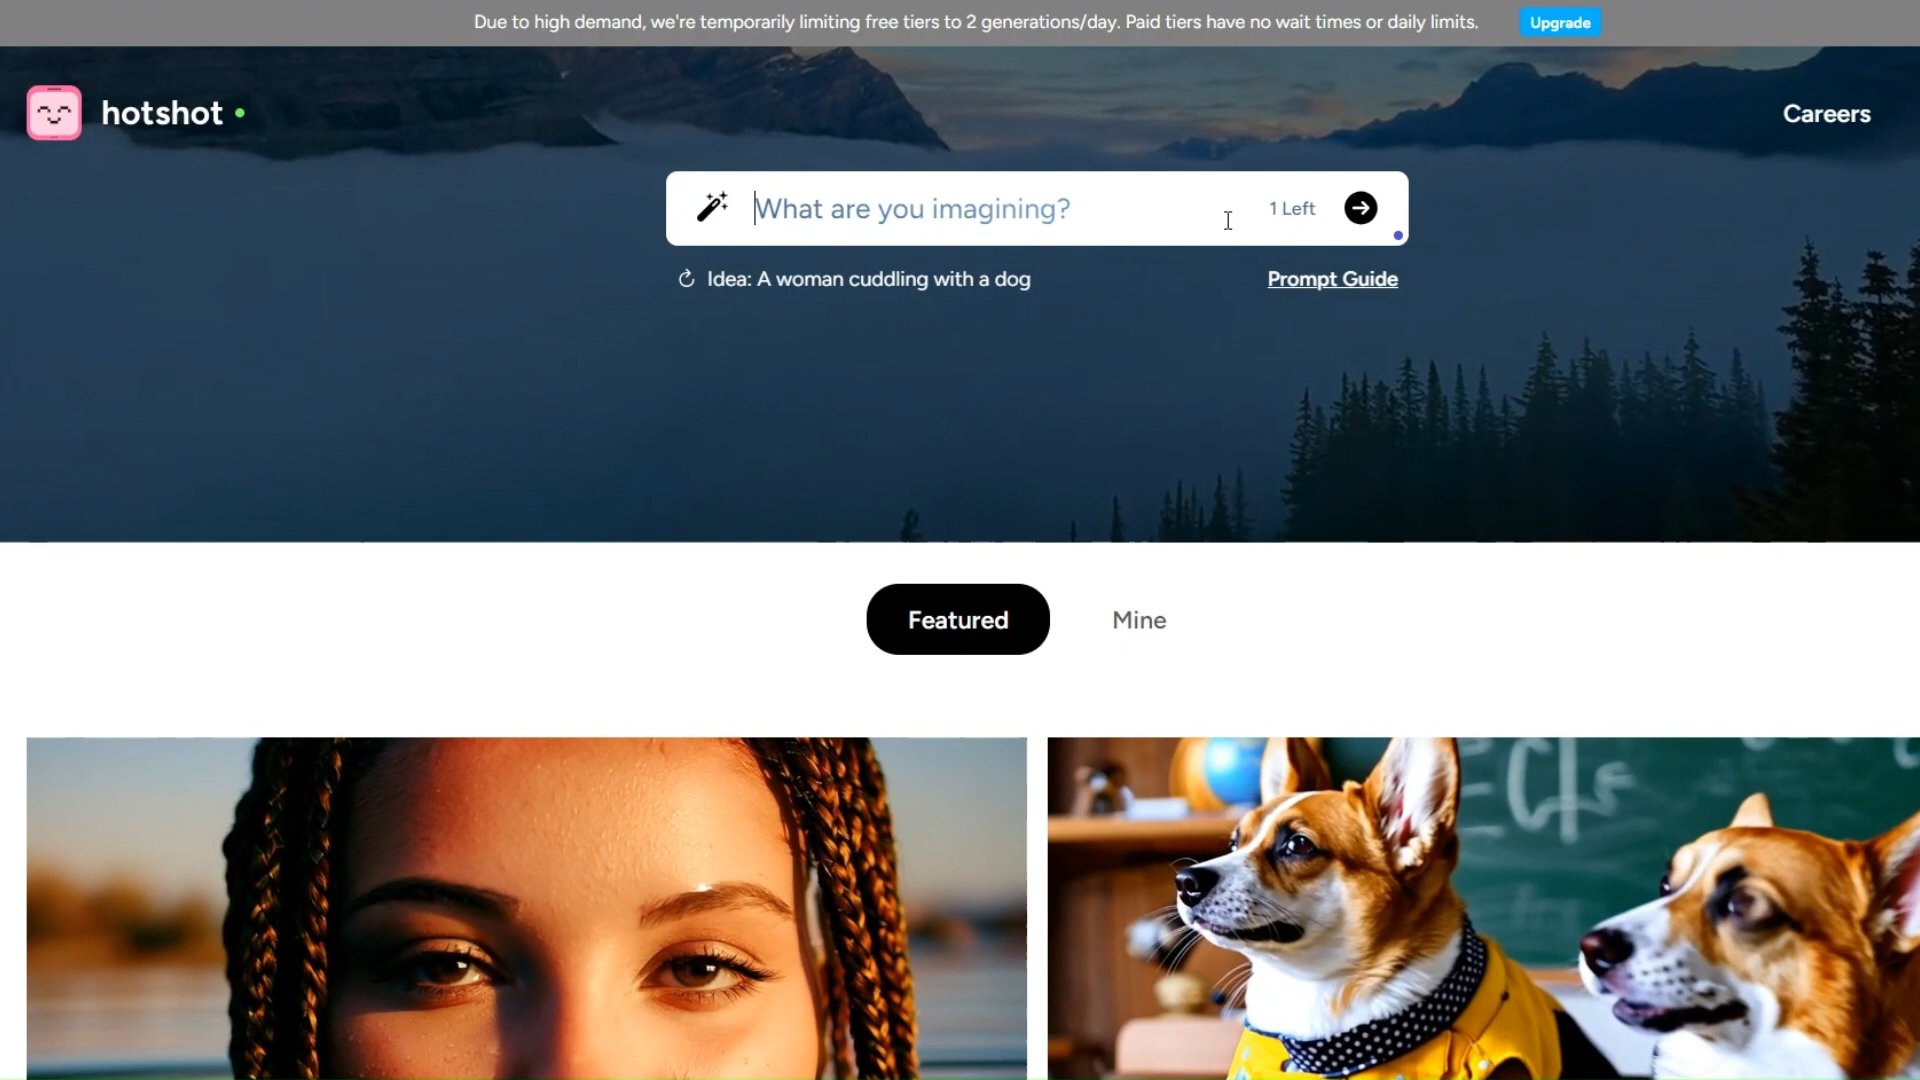 Due to high demand, we're temporarily limiting free tiers to 2 generations/day. Paid tiers have no wait times or daily limits.
Upgrade
hotshot
Careers
What are you imagining?
1 Left
Idea: A woman cuddling with a dog
Prompt Guide
Featured
Mine